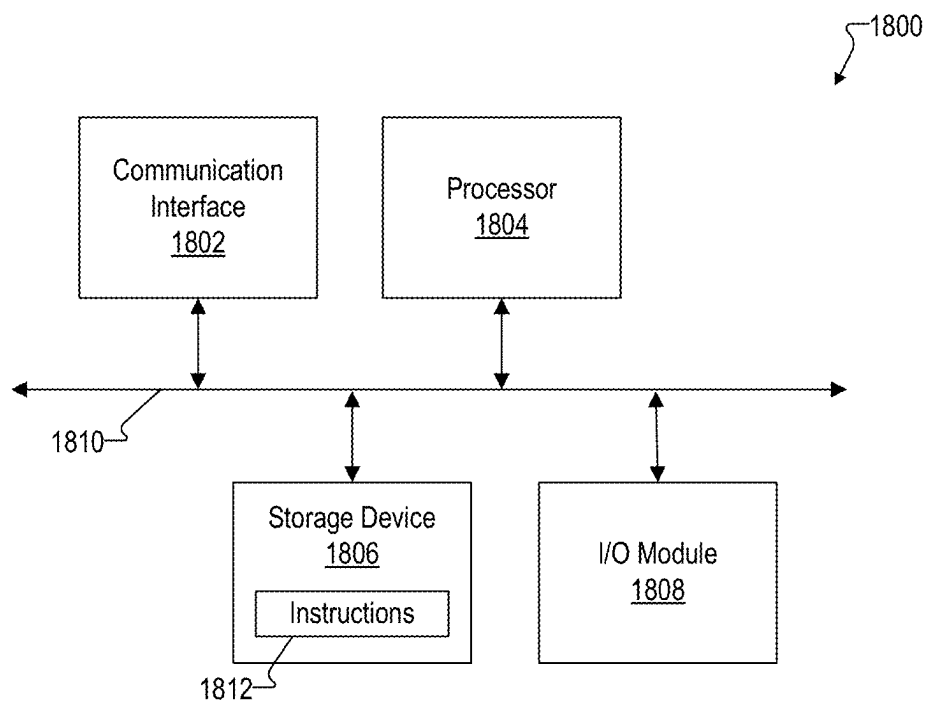 1800
Communication
Interface
1802
Processor
1804
1810
Storage Device
1806
Instructions
1812
I/O Module
1808